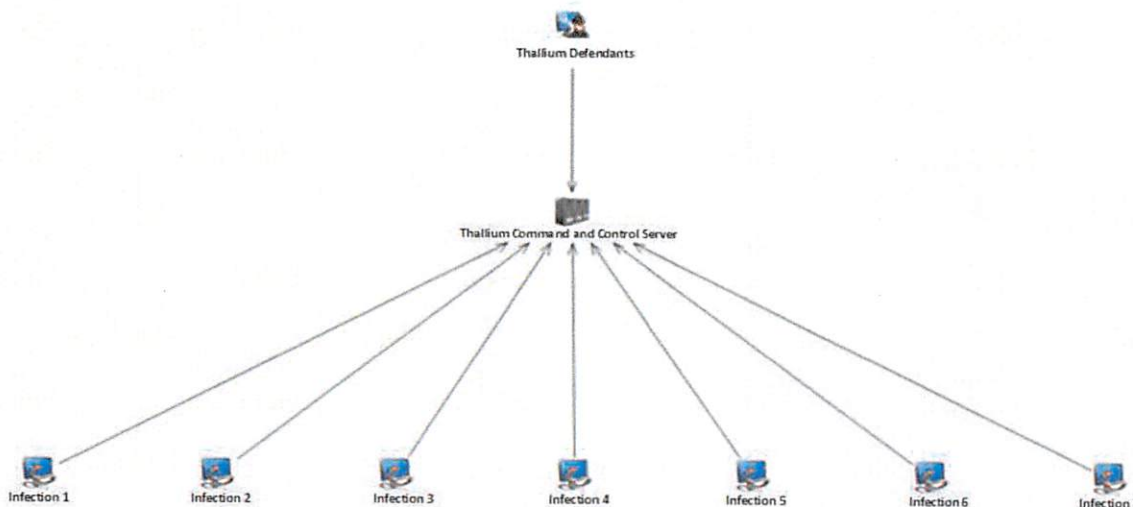 Thallium Defendants
Thallium Command and Control Server
Infection 1
Infection 2
Infection 3
Infection 4
Infection 5
Infection 6
Infection